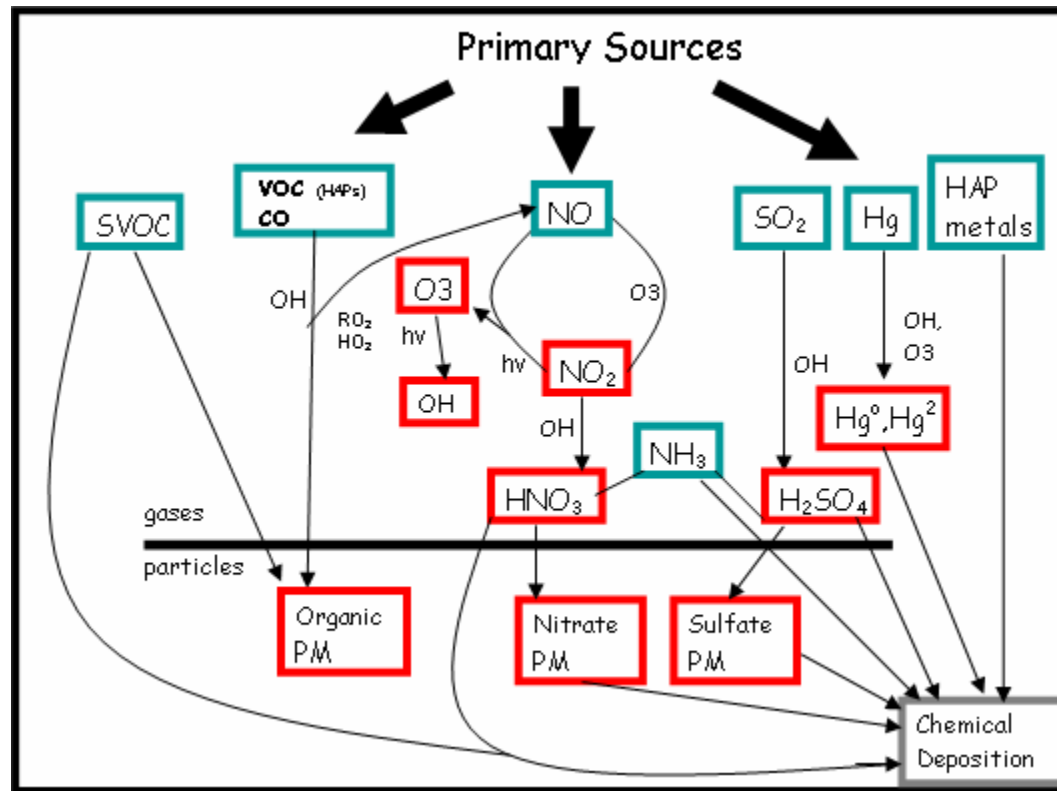 Primary Sources
SVOC
VOC (HAPs)
CO
NO
SO₂
Hg
HAP
metals
OH
RO₂
HO₂
O3
hv
OH
hv
NO₂
O3
OH
OH
OH,
O3
Hg⁰,Hg²
NH₃
HNO₃
H₂SO₄
gases
particles
Organic
PM
Nitrate
PM
Sulfate
PM
Chemical
Deposition